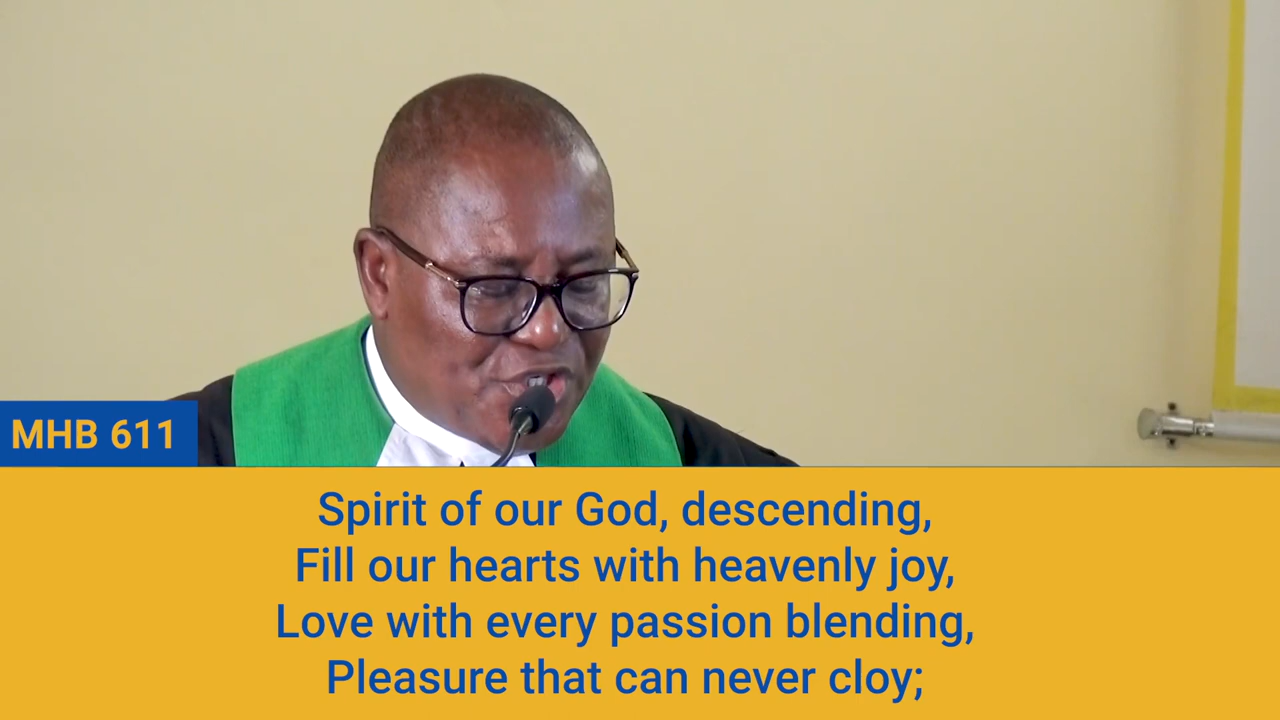 MHB 611
Spirit of our God, descending,
Fill our hearts with heavenly joy,
Love with every passion blending,
Pleasure that can never cloy;